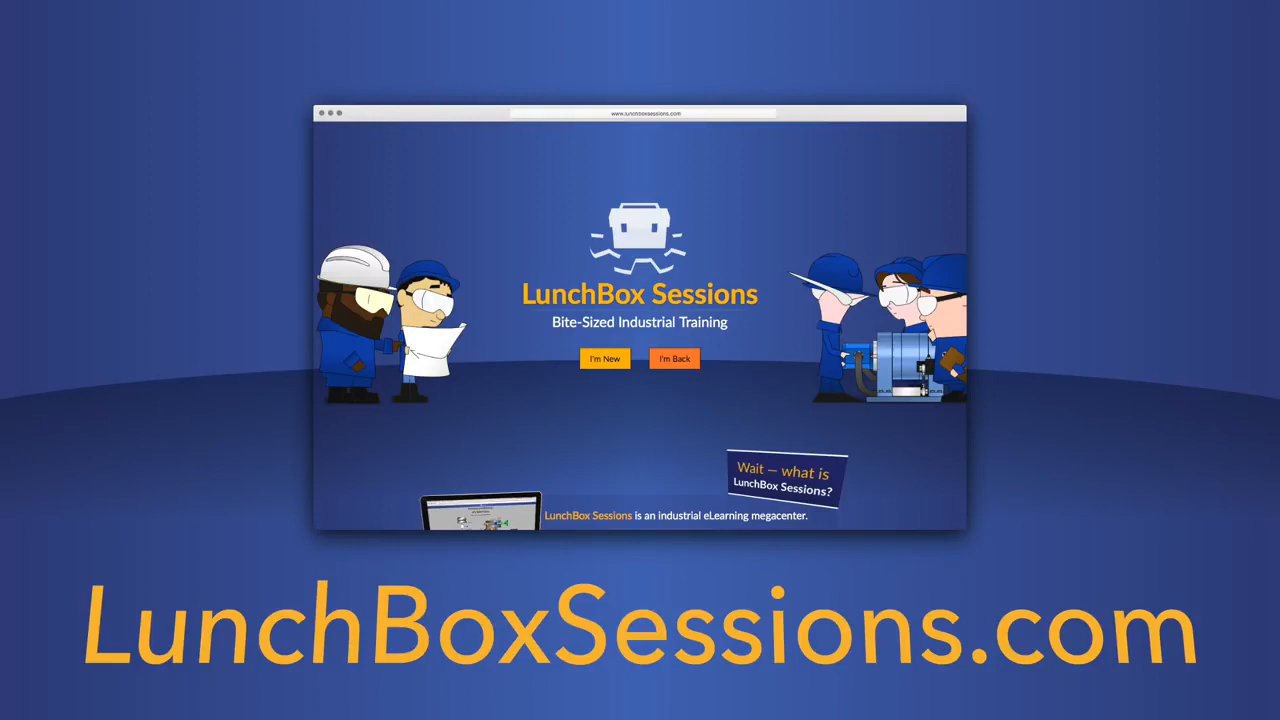 www.lunchboxsessions.com
LunchBox Sessions
Bite-Sized Industrial Training
I'm New
I'm Back
Wait — what is
LunchBox Sessions?
LunchBox Sessions is an industrial eLearning megacenter.
LunchBoxSessions.com